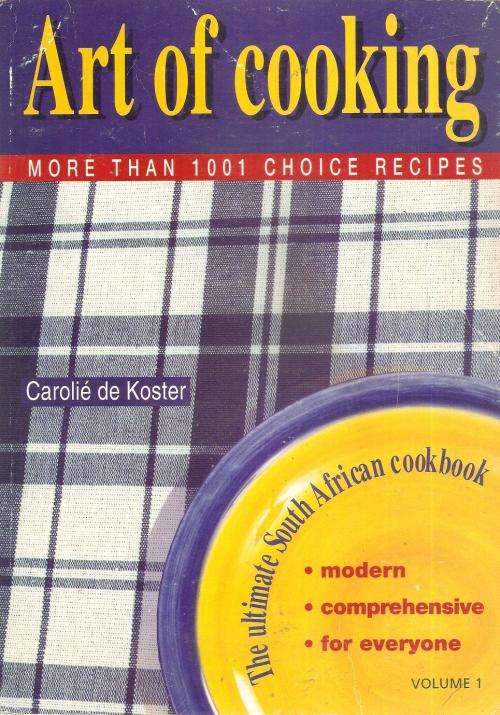 Art of cooking
MORE THAN 1001 CHOICE RECIPES
Carolié de Koster
The ultimate South African cookbook
• modern
• comprehensive
• for everyone
VOLUME 1